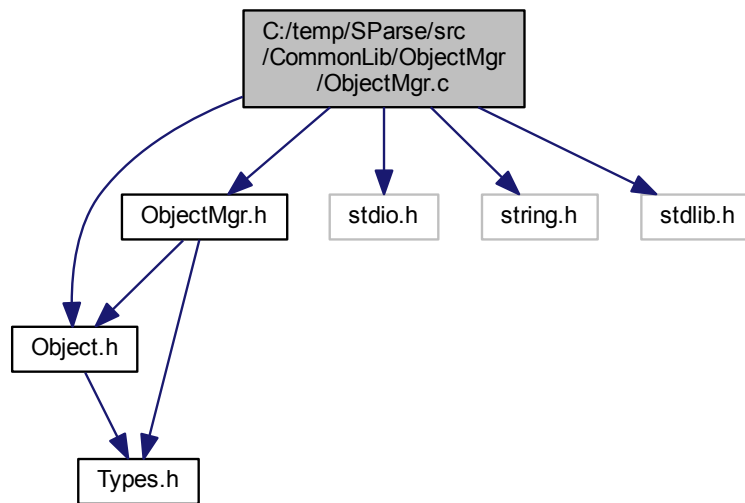 C:/temp/SParse/src
/CommonLib/ObjectMgr
/ObjectMgr.c
ObjectMgr.h
stdio.h
string.h
stdlib.h
Object.h
Types.h